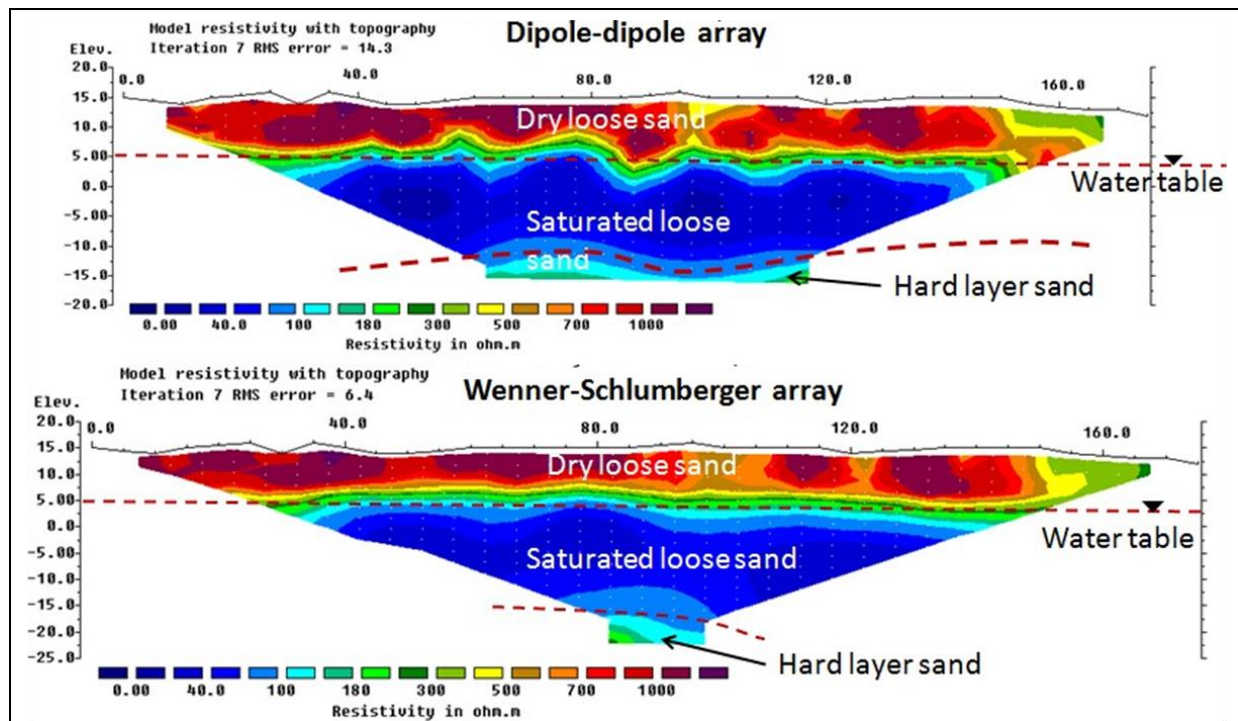 Model resistivity with topography
Iteration 7 RMS error = 14.3
Dipole-dipole array
Elev.
0.0 40.0 80.0 120.0 160.0
20.0
15.0
10.0
5.00
0.0
-5.00
-10.0
-15.0
-20.0
Dry loose sand
Water table
Saturated loose
sand
Hard layer sand
0.00 40.0 100 180 300 500 700 1000
Resistivity in ohm.m
Model resistivity with topography
Iteration 7 RMS error = 6.4
Wenner-Schlumberger array
Elev.
0.0 40.0 80.0 120.0 160.0
20.0
15.0
10.0
5.00
0.0
-5.00
-10.0
-15.0
-20.0
-25.0
Dry loose sand
Water table
Saturated loose sand
Hard layer sand
0.00 40.0 100 180 300 500 700 1000
Resistivity in ohm.m